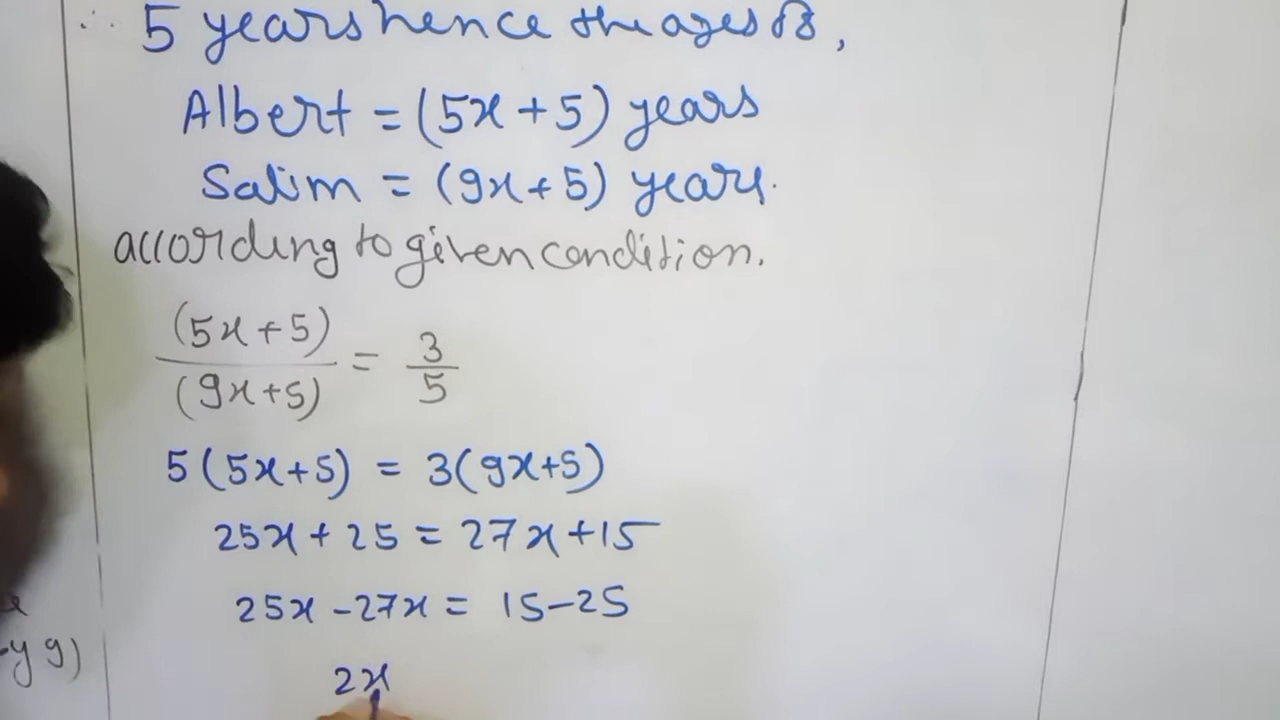 ∴ 5 years hence the ages is,
Albert = (5x + 5) years
Salim = (9x + 5) years.
according to given condition.
(5x + 5)/(9x + 5) = 3/5
5(5x + 5) = 3(9x + 5)
25x + 25 = 27x + 15
25x - 27x = 15 - 25
2x
y 9)